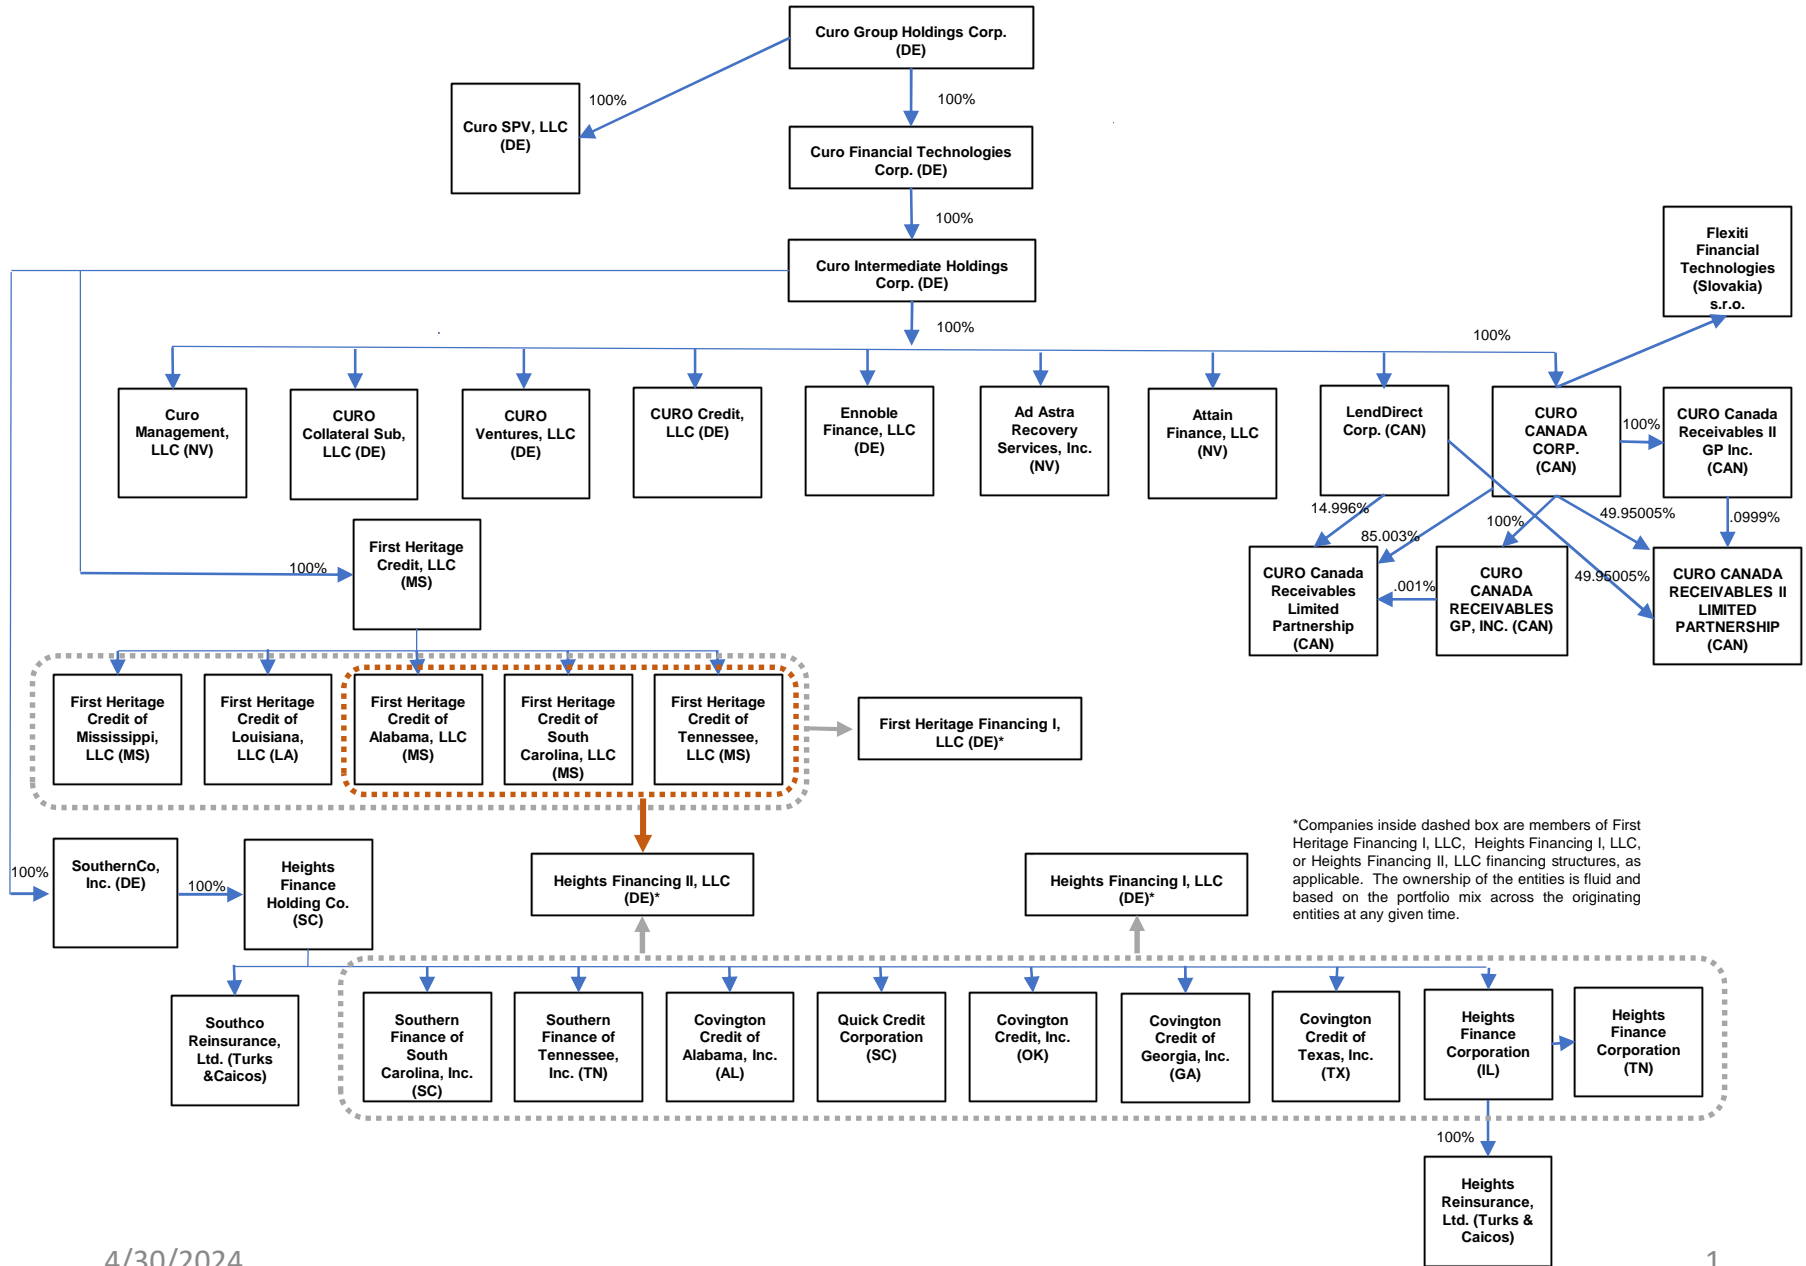 Curo Group Holdings Corp.
(DE)
100%
100%
Curo SPV, LLC
(DE)
Curo Financial Technologies
Corp. (DE)
100%
Curo Intermediate Holdings
Corp. (DE)
Flexiti
Financial
Technologies
(Slovakia)
s.r.o.
100%
100%
Curo
Management,
LLC (NV)
CURO
Collateral Sub,
LLC (DE)
CURO
Ventures, LLC
(DE)
CURO Credit,
LLC (DE)
Ennoble
Finance, LLC
(DE)
Ad Astra
Recovery
Services, Inc.
(NV)
Attain
Finance, LLC
(NV)
LendDirect
Corp. (CAN)
CURO
CANADA
CORP.
(CAN)
100%
CURO Canada
Receivables II
GP Inc.
(CAN)
14.996%
85.003%
100%
49.95005%
.0999%
49.95005%
First Heritage
Credit, LLC
(MS)
100%
CURO Canada
Receivables
Limited
Partnership
(CAN)
.001%
CURO
CANADA
RECEIVABLES
GP, INC. (CAN)
CURO CANADA
RECEIVABLES II
LIMITED
PARTNERSHIP
(CAN)
First Heritage
Credit of
Mississippi,
LLC (MS)
First Heritage
Credit of
Louisiana,
LLC (LA)
First Heritage
Credit of
Alabama, LLC
(MS)
First Heritage
Credit of
South
Carolina, LLC
(MS)
First Heritage
Credit of
Tennessee,
LLC (MS)
First Heritage Financing I,
LLC (DE)*
100%
SouthernCo,
Inc. (DE)
100%
Heights
Finance
Holding Co.
(SC)
Heights Financing II, LLC
(DE)*
Heights Financing I, LLC
(DE)*
*Companies inside dashed box are members of First
Heritage Financing I, LLC, Heights Financing I, LLC,
or Heights Financing II, LLC financing structures, as
applicable. The ownership of the entities is fluid and
based on the portfolio mix across the originating
entities at any given time.
Southco
Reinsurance,
Ltd. (Turks
&Caicos)
Southern
Finance of
South
Carolina, Inc.
(SC)
Southern
Finance of
Tennessee,
Inc. (TN)
Covington
Credit of
Alabama, Inc.
(AL)
Quick Credit
Corporation
(SC)
Covington
Credit, Inc.
(OK)
Covington
Credit of
Georgia, Inc.
(GA)
Covington
Credit of
Texas, Inc.
(TX)
Heights
Finance
Corporation
(IL)
Heights
Finance
Corporation
(TN)
100%
Heights
Reinsurance,
Ltd. (Turks &
Caicos)
4/30/2024
1